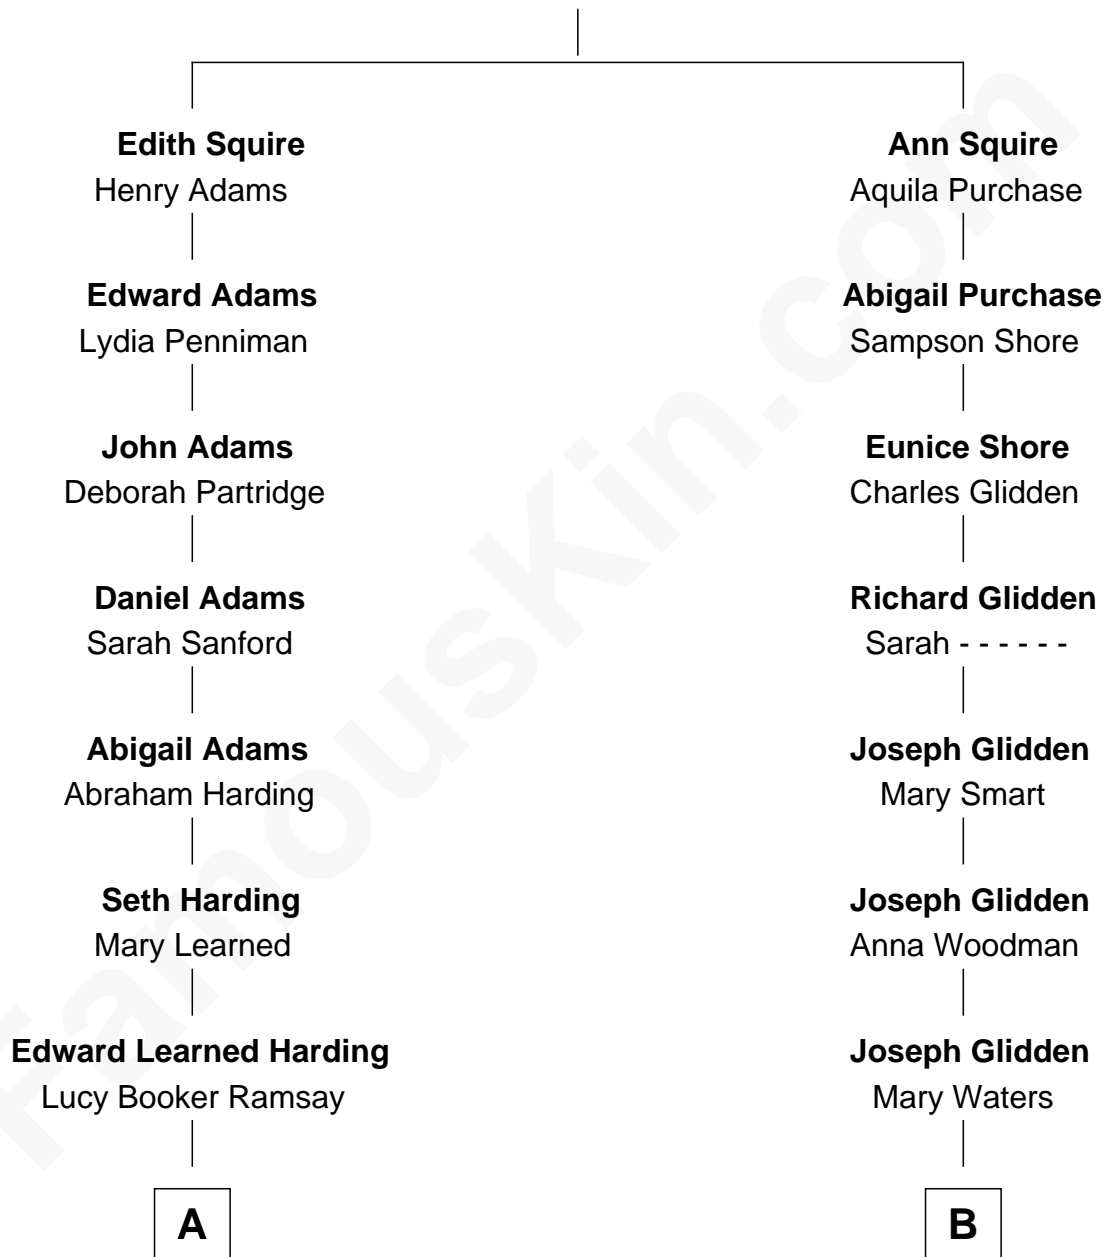 Edith Squire
Henry Adams
Edward Adams
Lydia Penniman
John Adams
Deborah Partridge
Daniel Adams
Sarah Sanford
Abigail Adams
Abraham Harding
Seth Harding
Mary Learned
Edward Learned Harding
Lucy Booker Ramsay
A
Ann Squire
Aquila Purchase
Abigail Purchase
Sampson Shore
Eunice Shore
Charles Glidden
Richard Glidden
Sarah - - - - - -
Joseph Glidden
Mary Smart
Joseph Glidden
Anna Woodman
Joseph Glidden
Mary Waters
B
FamousKin.com